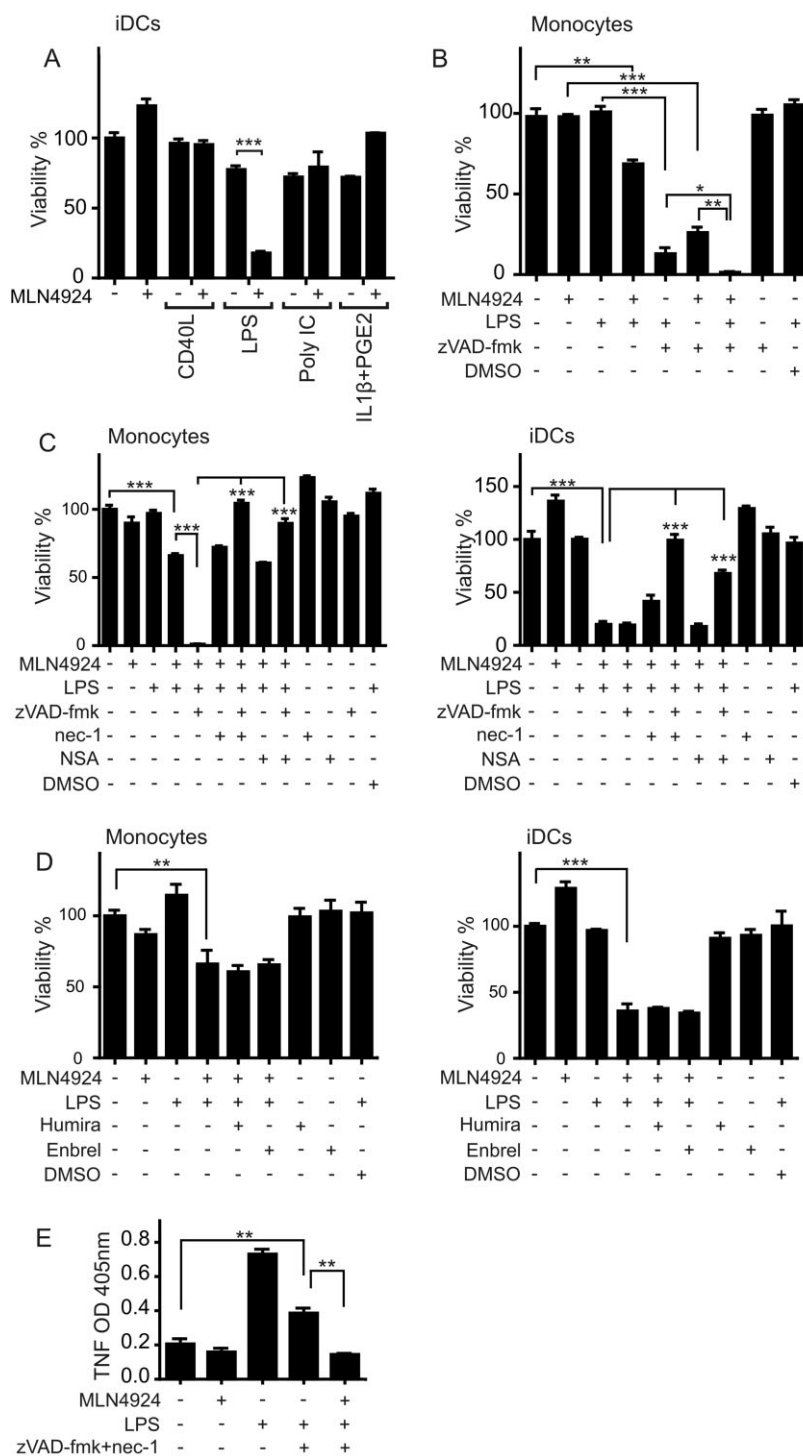 A
iDCs
Viability %
100
50
0
***
MLN4924 - + - + - + - + - +
CD40L
LPS
Poly IC
IL1β+PGE2
B
Monocytes
Viability %
100
50
0
**
***
***
*
**
MLN4924 - + - + - + + - -
LPS - - + + + - + - +
zVAD-fmk - - - - + + + + -
DMSO - - - - - - - - +
C
Monocytes
Viability %
100
50
0
***
***
***
***
MLN4924 - + - + + + + + + - - - -
LPS - - + + + + + + + - - - +
zVAD-fmk - - - - + - + - + - - + -
nec-1 - - - - - + + - - + - - -
NSA - - - - - - - + + - + - -
DMSO - - - - - - - - - - - - +
iDCs
Viability %
150
100
50
0
***
***
***
MLN4924 - + - + + + + + + - - -
LPS - - + + + + + + + - - +
zVAD-fmk - - - - + - + - + - - -
nec-1 - - - - - + + - - + - -
NSA - - - - - - - + + - + -
DMSO - - - - - - - - - - - +
D
Monocytes
Viability %
100
50
0
**
MLN4924 - + - + + + - - -
LPS - - + + + + - - +
Humira - - - - + - + - -
Enbrel - - - - - + - + -
DMSO - - - - - - - - +
iDCs
Viability %
100
50
0
***
MLN4924 - + - + + + - - -
LPS - - + + + + - - +
Humira - - - - + - + - -
Enbrel - - - - - + - + -
DMSO - - - - - - - - +
E
TNF OD 405nm
0.8
0.6
0.4
0.2
0.0
**
**
MLN4924 - + - - +
LPS - - + + +
zVAD-fmk+nec-1 - - - + +